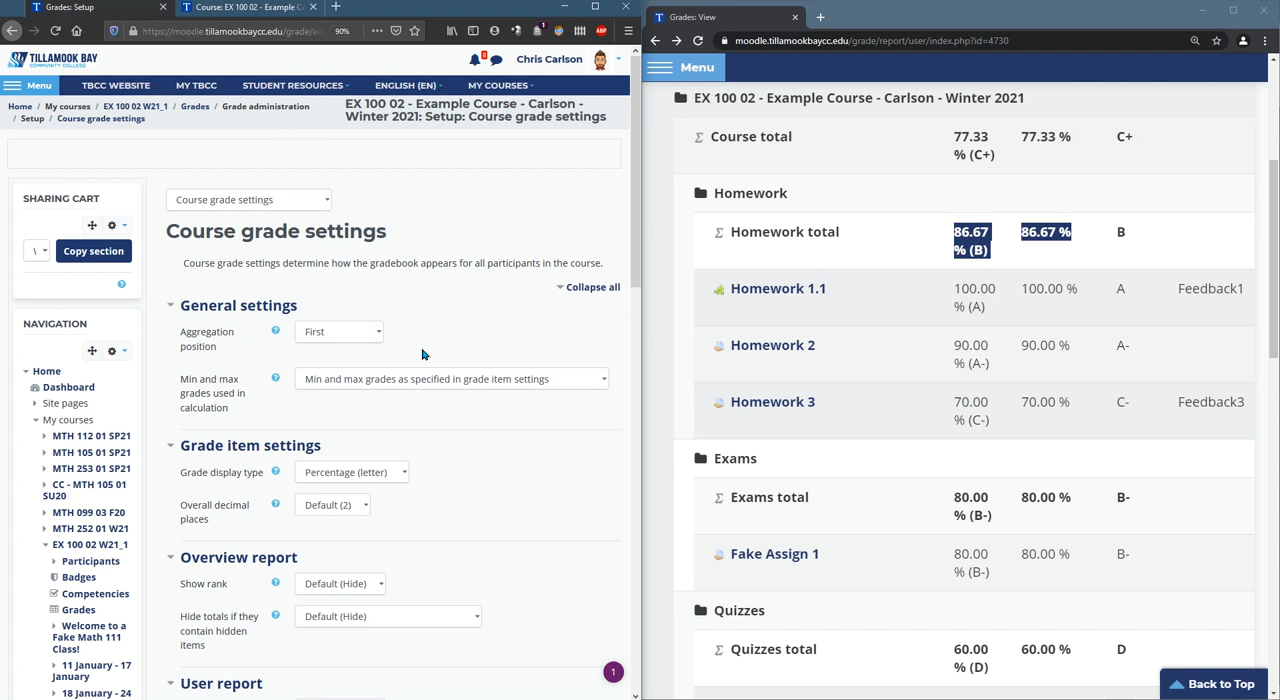 Grades: Setup
Course: EX 100 02 - Example C
https://moodle.tillamookbaycc.edu/grade/e
90%
1
ABP
TILLAMOOK BAY
COMMUNITY COLLEGE
8
Chris Carlson
Menu
TBCC WEBSITE
MY TBCC
STUDENT RESOURCES
ENGLISH (EN)
MY COURSES
Home / My courses / EX 100 02 W21_1 / Grades / Grade administration
/ Setup / Course grade settings
EX 100 02 - Example Course - Carlson -
Winter 2021: Setup: Course grade settings
SHARING CART
\
Copy section
NAVIGATION
Home
Dashboard
Site pages
My courses
MTH 112 01 SP21
MTH 105 01 SP21
MTH 253 01 SP21
CC - MTH 105 01
SU20
MTH 099 03 F20
MTH 252 01 W21
EX 100 02 W21_1
Participants
Badges
Competencies
Grades
Welcome to a
Fake Math 111
Class!
11 January - 17
January
18 January - 24
Course grade settings
Course grade settings
Course grade settings determine how the gradebook appears for all participants in the course.
Collapse all
General settings
Aggregation
position
First
Min and max
grades used in
calculation
Min and max grades as specified in grade item settings
Grade item settings
Grade display type
Percentage (letter)
Overall decimal
places
Default (2)
Overview report
Show rank
Default (Hide)
Hide totals if they
contain hidden
items
Default (Hide)
User report
1
Grades: View
moodle.tillamookbaycc.edu/grade/report/user/index.php?id=4730
Menu
EX 100 02 - Example Course - Carlson - Winter 2021
Course total
77.33
% (C+)
77.33 %
C+
Homework
Homework total
86.67
% (B)
86.67 %
B
Homework 1.1
100.00
% (A)
100.00 %
A
Feedback1
Homework 2
90.00
% (A-)
90.00 %
A-
Homework 3
70.00
% (C-)
70.00 %
C-
Feedback3
Exams
Exams total
80.00
% (B-)
80.00 %
B-
Fake Assign 1
80.00
% (B-)
80.00 %
B-
Quizzes
Quizzes total
60.00
% (D)
60.00 %
D
Back to Top